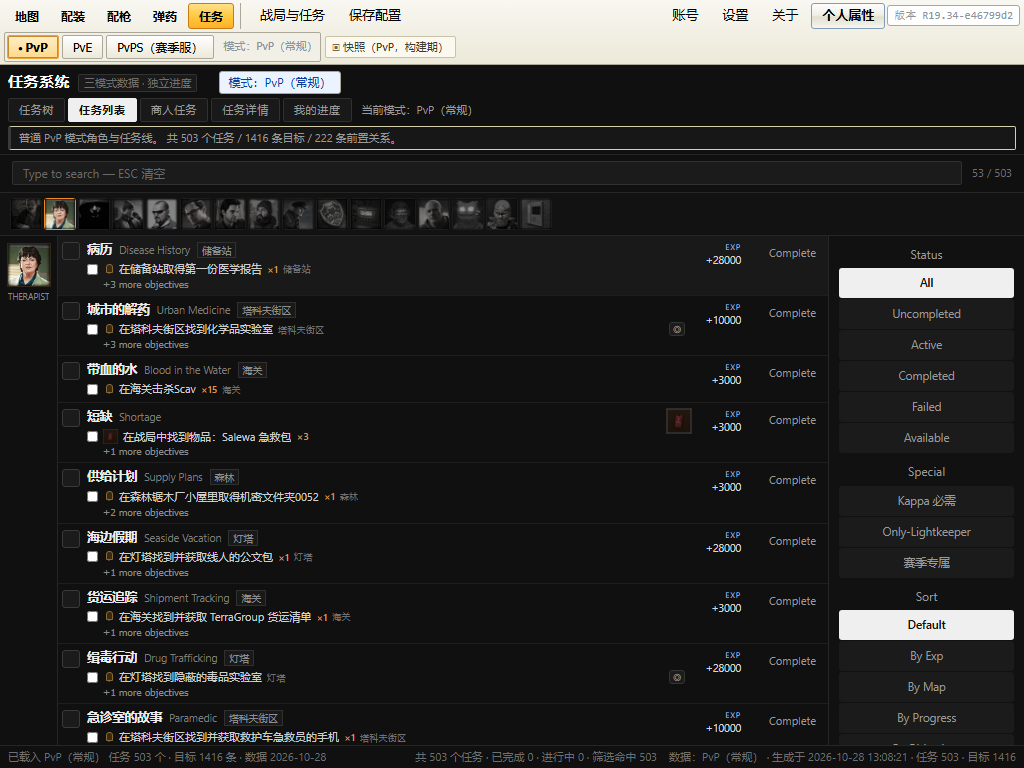 地图 配装 配枪 弹药 任务 战局与任务 保存配置 账号 设置 关于 个人属性 版本 R19.34-e46799d2
• PvP PvE PvPS（赛季服） 模式: PvP（常规） 快照（PvP，构建期）
任务系统 三模式数据 · 独立进度 模式: PvP（常规）
任务树 任务列表 商人任务 任务详情 我的进度 当前模式: PvP（常规）
普通 PvP 模式角色与任务线。 共 503 个任务 / 1416 条目标 / 222 条前置关系。
Type to search — ESC 清空 53 / 503
THERAPIST
病历 Disease History 储备站 EXP +28000 Complete
在储备站取得第一份医学报告 ×1 储备站
+3 more objectives
城市的解药 Urban Medicine 塔科夫街区 EXP +10000 Complete
在塔科夫街区找到化学品实验室 塔科夫街区
+3 more objectives
带血的水 Blood in the Water 海关 EXP +3000 Complete
在海关击杀Scav ×15 海关
短缺 Shortage EXP +3000 Complete
在战局中找到物品: Salewa 急救包 ×3
+1 more objectives
供给计划 Supply Plans 森林 EXP +3000 Complete
在森林锯木厂小屋里取得机密文件夹0052 ×1 森林
+2 more objectives
海边假期 Seaside Vacation 灯塔 EXP +28000 Complete
在灯塔找到并获取线人的公文包 ×1 灯塔
+1 more objectives
货运追踪 Shipment Tracking 海关 EXP +3000 Complete
在海关找到并获取 TerraGroup 货运清单 ×1 海关
+1 more objectives
缉毒行动 Drug Trafficking 灯塔 EXP +28000 Complete
在灯塔找到隐蔽的毒品实验室 灯塔
+1 more objectives
急诊室的故事 Paramedic 塔科夫街区 EXP +10000 Complete
在塔科夫街区找到并获取救护车急救员的手机 ×1 塔科夫街区
Status
All
Uncompleted
Active
Completed
Failed
Available
Special
Kappa 必需
Only-Lightkeeper
赛季专属
Sort
Default
By Exp
By Map
By Progress
已载入 PvP（常规） 任务 503 个 · 目标 1416 条 · 数据 2026-10-28 共 503 个任务 · 已完成 0 · 进行中 0 · 筛选命中 503 数据: PvP（常规） · 生成于 2026-10-28 13:08:21 · 任务 503 · 目标 1416